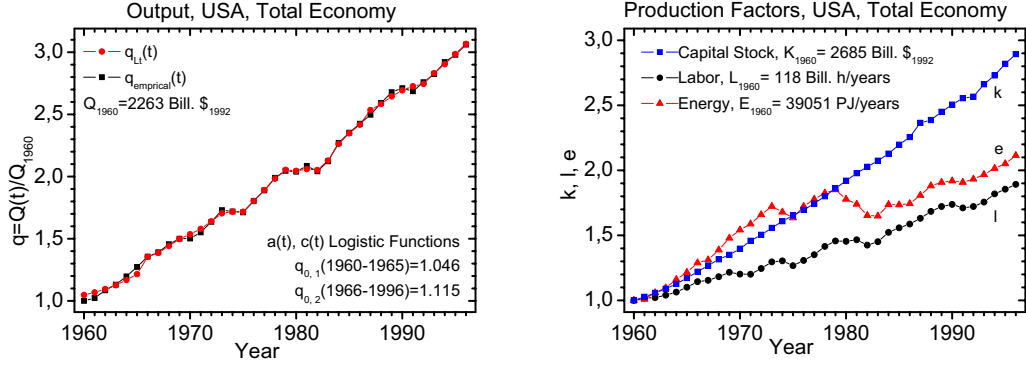 Output, USA, Total Economy
3,0
2,5
2,0
1,5
1,0
q=Q(t)/Q1960
qLt(t)
qemprical(t)
Q1960=2263 Bill. $1992
a(t), c(t) Logistic Functions
q0, 1(1960-1965)=1.046
q0, 2(1966-1996)=1.115
1960 1970 1980 1990
Year
Production Factors, USA, Total Economy
3,0
2,5
2,0
1,5
1,0
k, l, e
Capital Stock, K1960= 2685 Bill. $1992
Labor, L1960= 118 Bill. h/years
Energy, E1960= 39051 PJ/years
k
e
l
1960 1970 1980 1990
Year